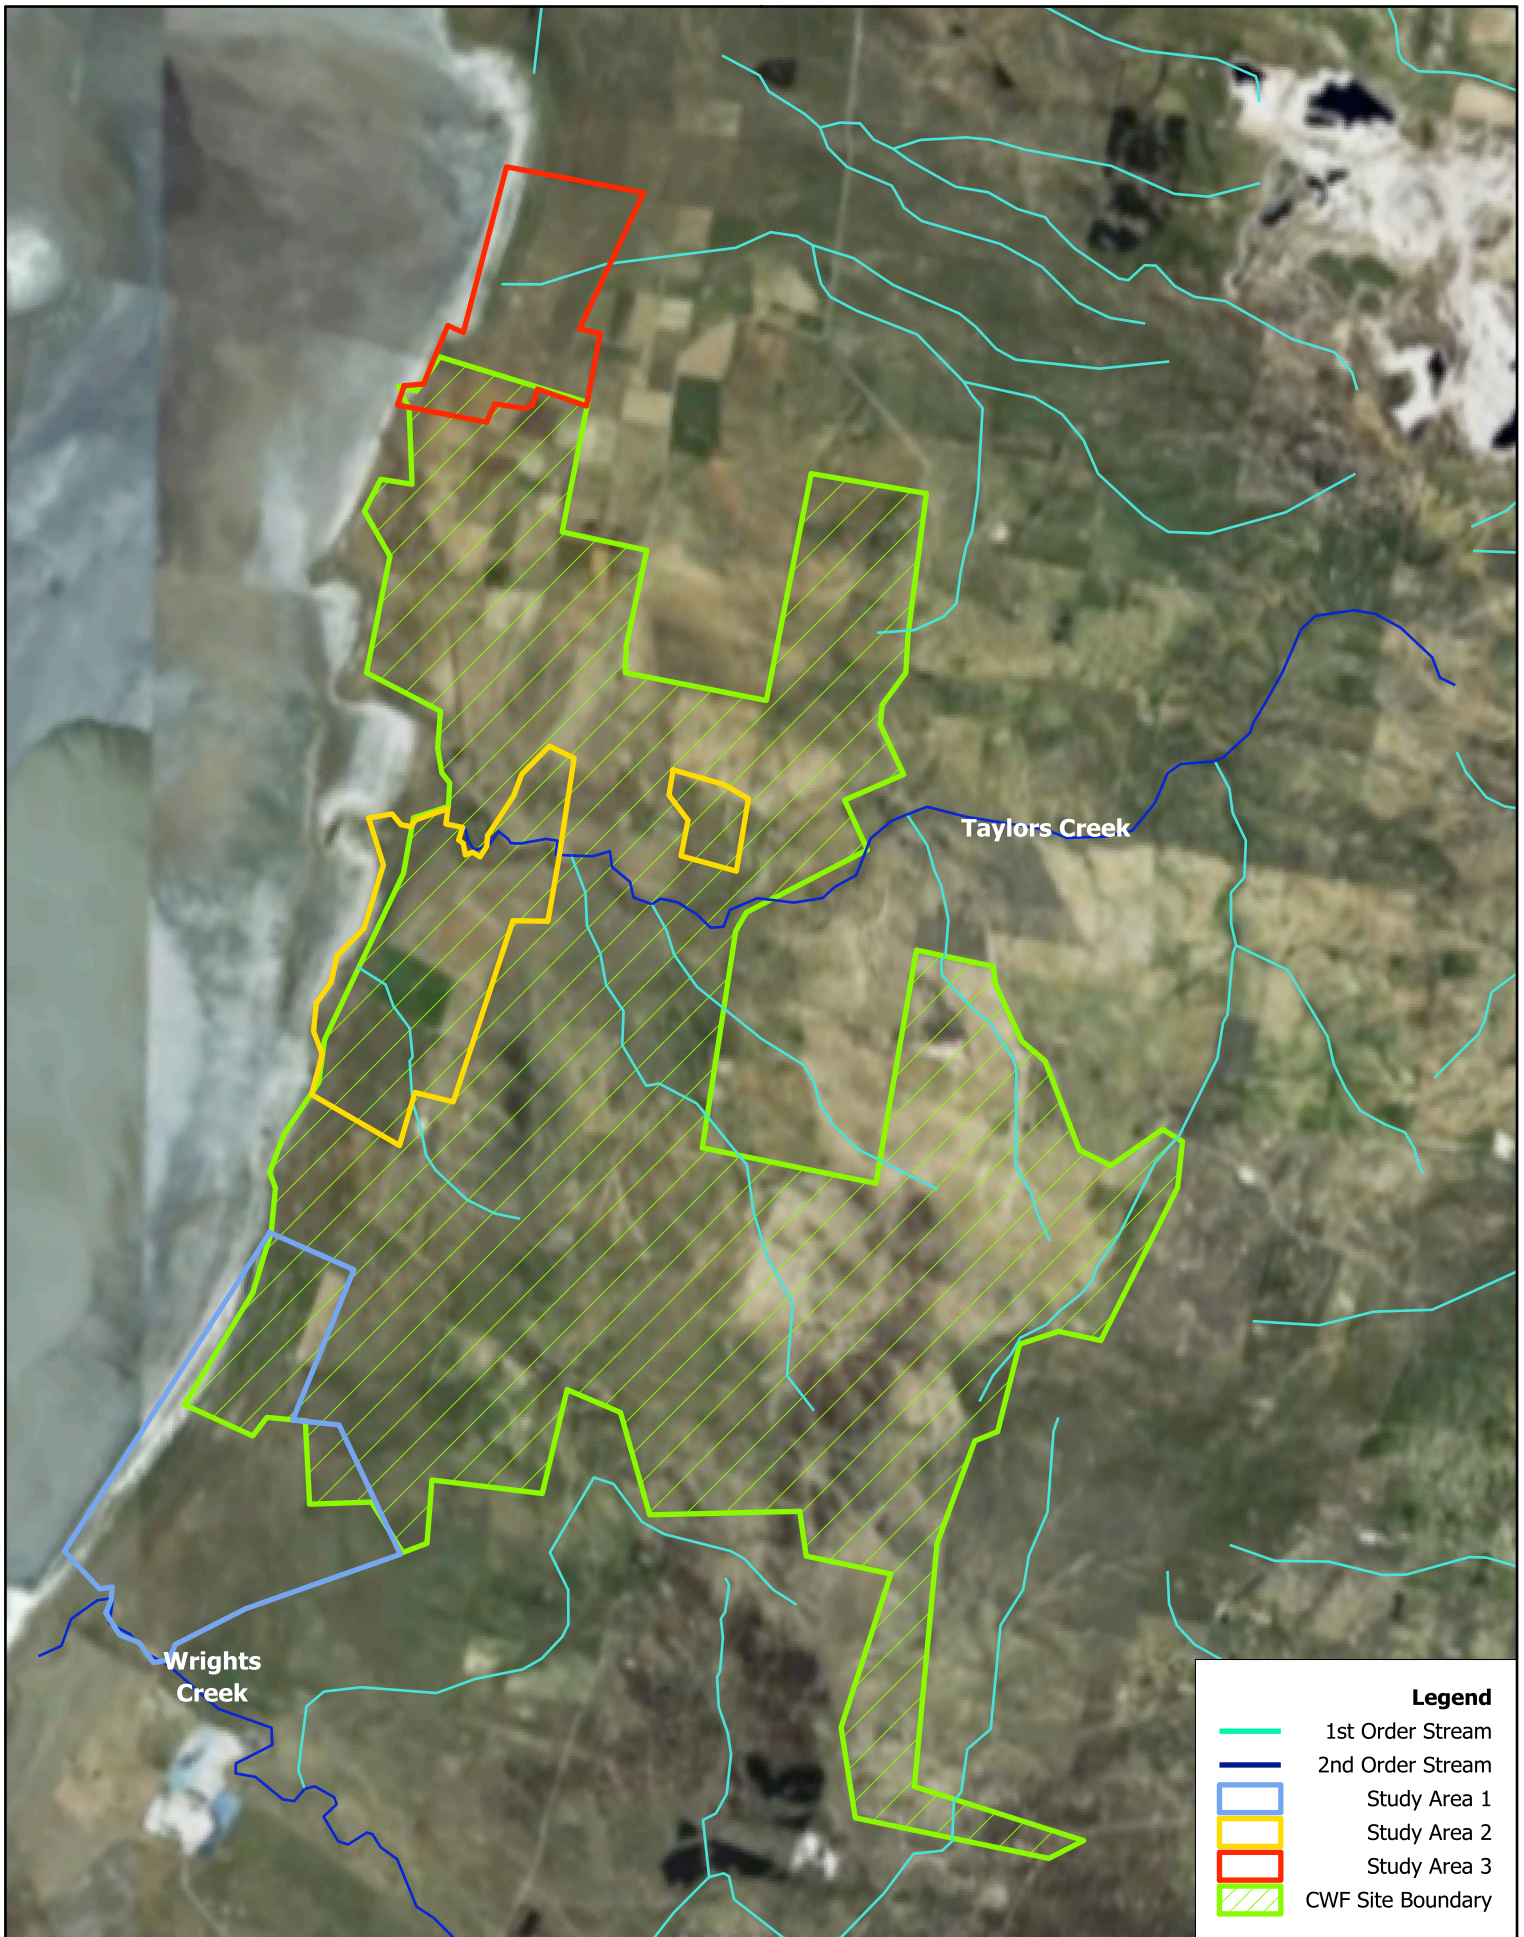 Taylors Creek
Wrights
Creek
Legend
1st Order Stream
2nd Order Stream
Study Area 1
Study Area 2
Study Area 3
CWF Site Boundary